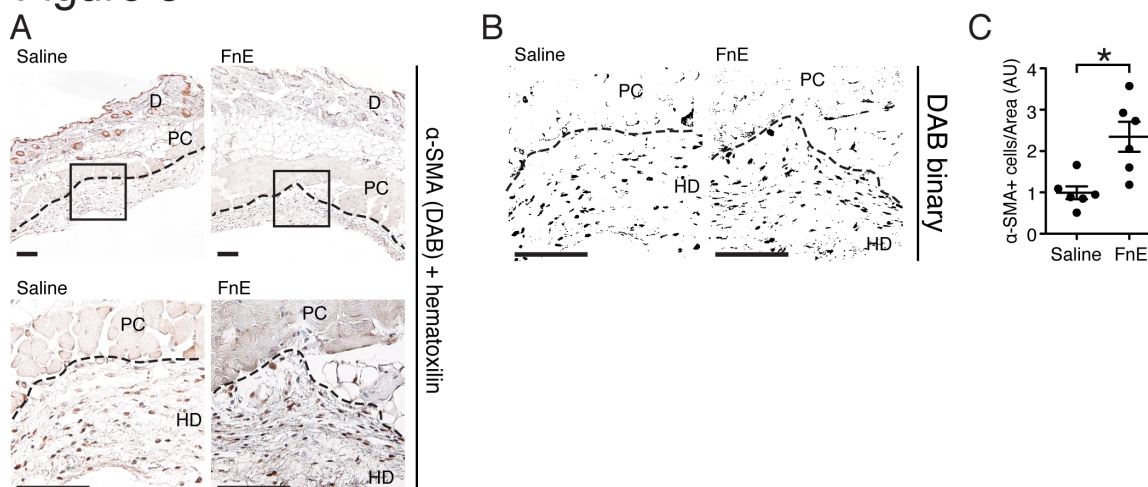 A
Saline
FnE
D
PC
D
PC
α-SMA (DAB) + hematoxilin
Saline
FnE
PC
HD
PC
HD
B
Saline
FnE
PC
HD
PC
HD
DAB binary
C
*
α-SMA+ cells/Area (AU)
4
3
2
1
0
Saline
FnE